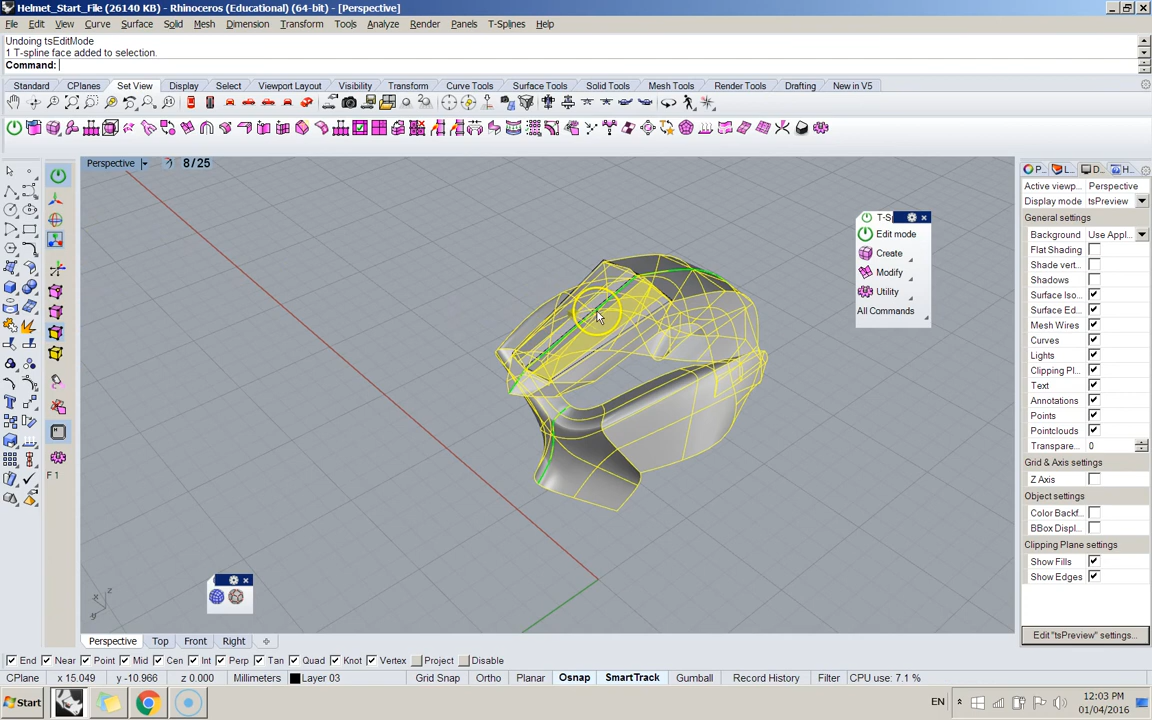 Helmet_Start_File (26140 KB) - Rhinoceros (Educational) (64-bit) - [Perspective]
File Edit View Curve Surface Solid Mesh Dimension Transform Tools Analyze Render Panels T-Splines Help
Undoing tsEditMode
1 T-spline face added to selection.
Command:
Standard CPlanes Set View Display Select Viewport Layout Visibility Transform Curve Tools Surface Tools Solid Tools Mesh Tools Render Tools Drafting New in V5
Perspective 8/25
P... L... D... H...
Active viewp... Perspective
Display mode tsPreview
General settings
Background Use Appl...
Flat Shading
Shade vert...
Shadows
Surface Iso...
Surface Ed...
Mesh Wires
Curves
Lights
Clipping Pl...
Text
Annotations
Points
Pointclouds
Transpare... 0
Grid & Axis settings
Z Axis
Object settings
Color Backf...
BBox Displ...
Clipping Plane settings
Show Fills
Show Edges
Edit "tsPreview" settings...
Edit mode
Create
Modify
Utility
All Commands
F 1
z
x
y
Perspective Top Front Right
End Near Point Mid Cen Int Perp Tan Quad Knot Vertex Project Disable
CPlane x 15.049 y -10.966 z 0.000 Millimeters Layer 03 Grid Snap Ortho Planar Osnap SmartTrack Gumball Record History Filter CPU use: 7.1 %
Start EN 12:03 PM
01/04/2016